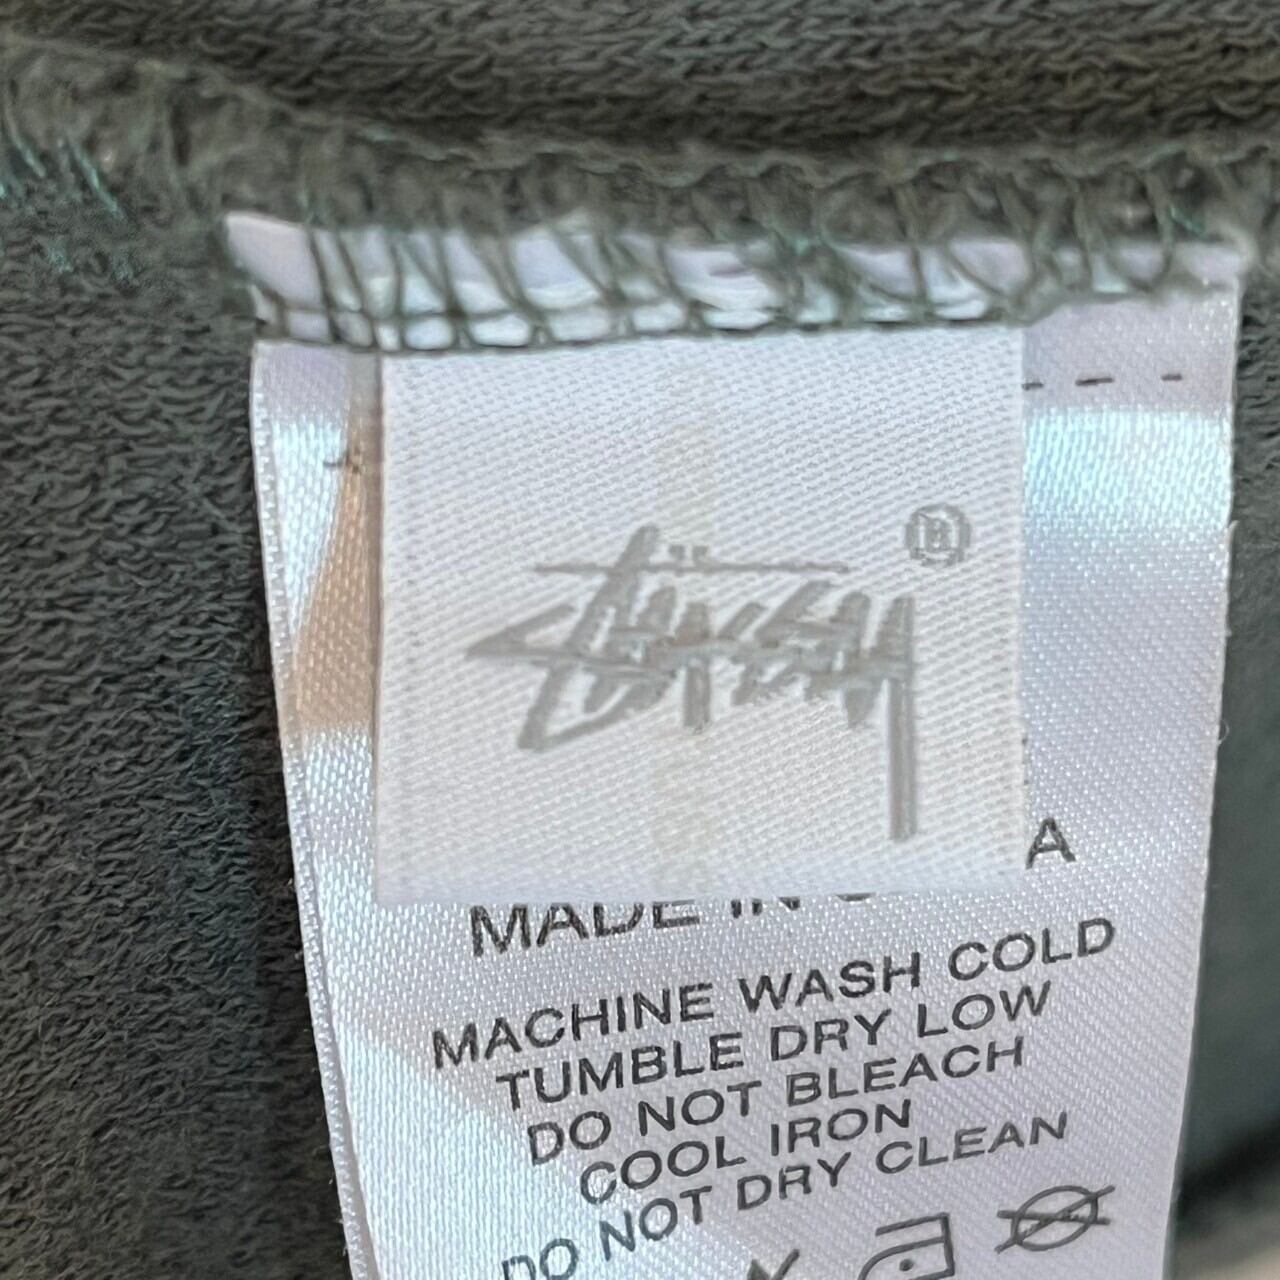 Stüssy ®
MADE IN
A
MACHINE WASH COLD
TUMBLE DRY LOW
DO NOT BLEACH
COOL IRON
DO NOT DRY CLEAN